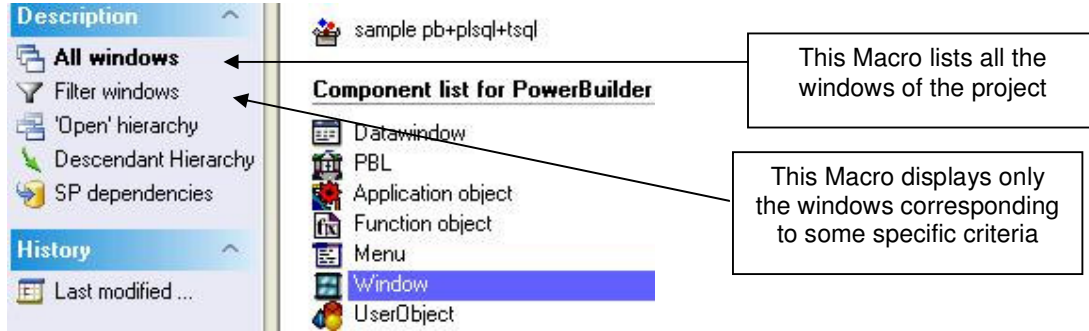 Description
All windows
Filter windows
'Open' hierarchy
Descendant Hierarchy
SP dependencies
History
Last modified ...
sample pb+plsql+tsql
Component list for PowerBuilder
Datawindow
PBL
Application object
Function object
Menu
Window
UserObject
This Macro lists all the
windows of the project
This Macro displays only
the windows corresponding
to some specific criteria